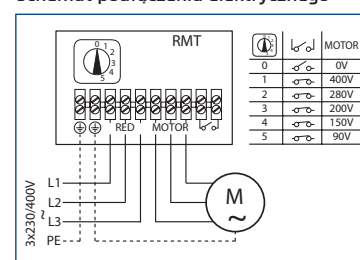 Schemat podłączenia elektrycznego
RMT
0 1 2 3 4 5
RED MOTOR
L1
L2
L3
PE
3x230/400V
~
M
~
MOTOR
0 0V
1 400V
2 280V
3 200V
4 150V
5 90V